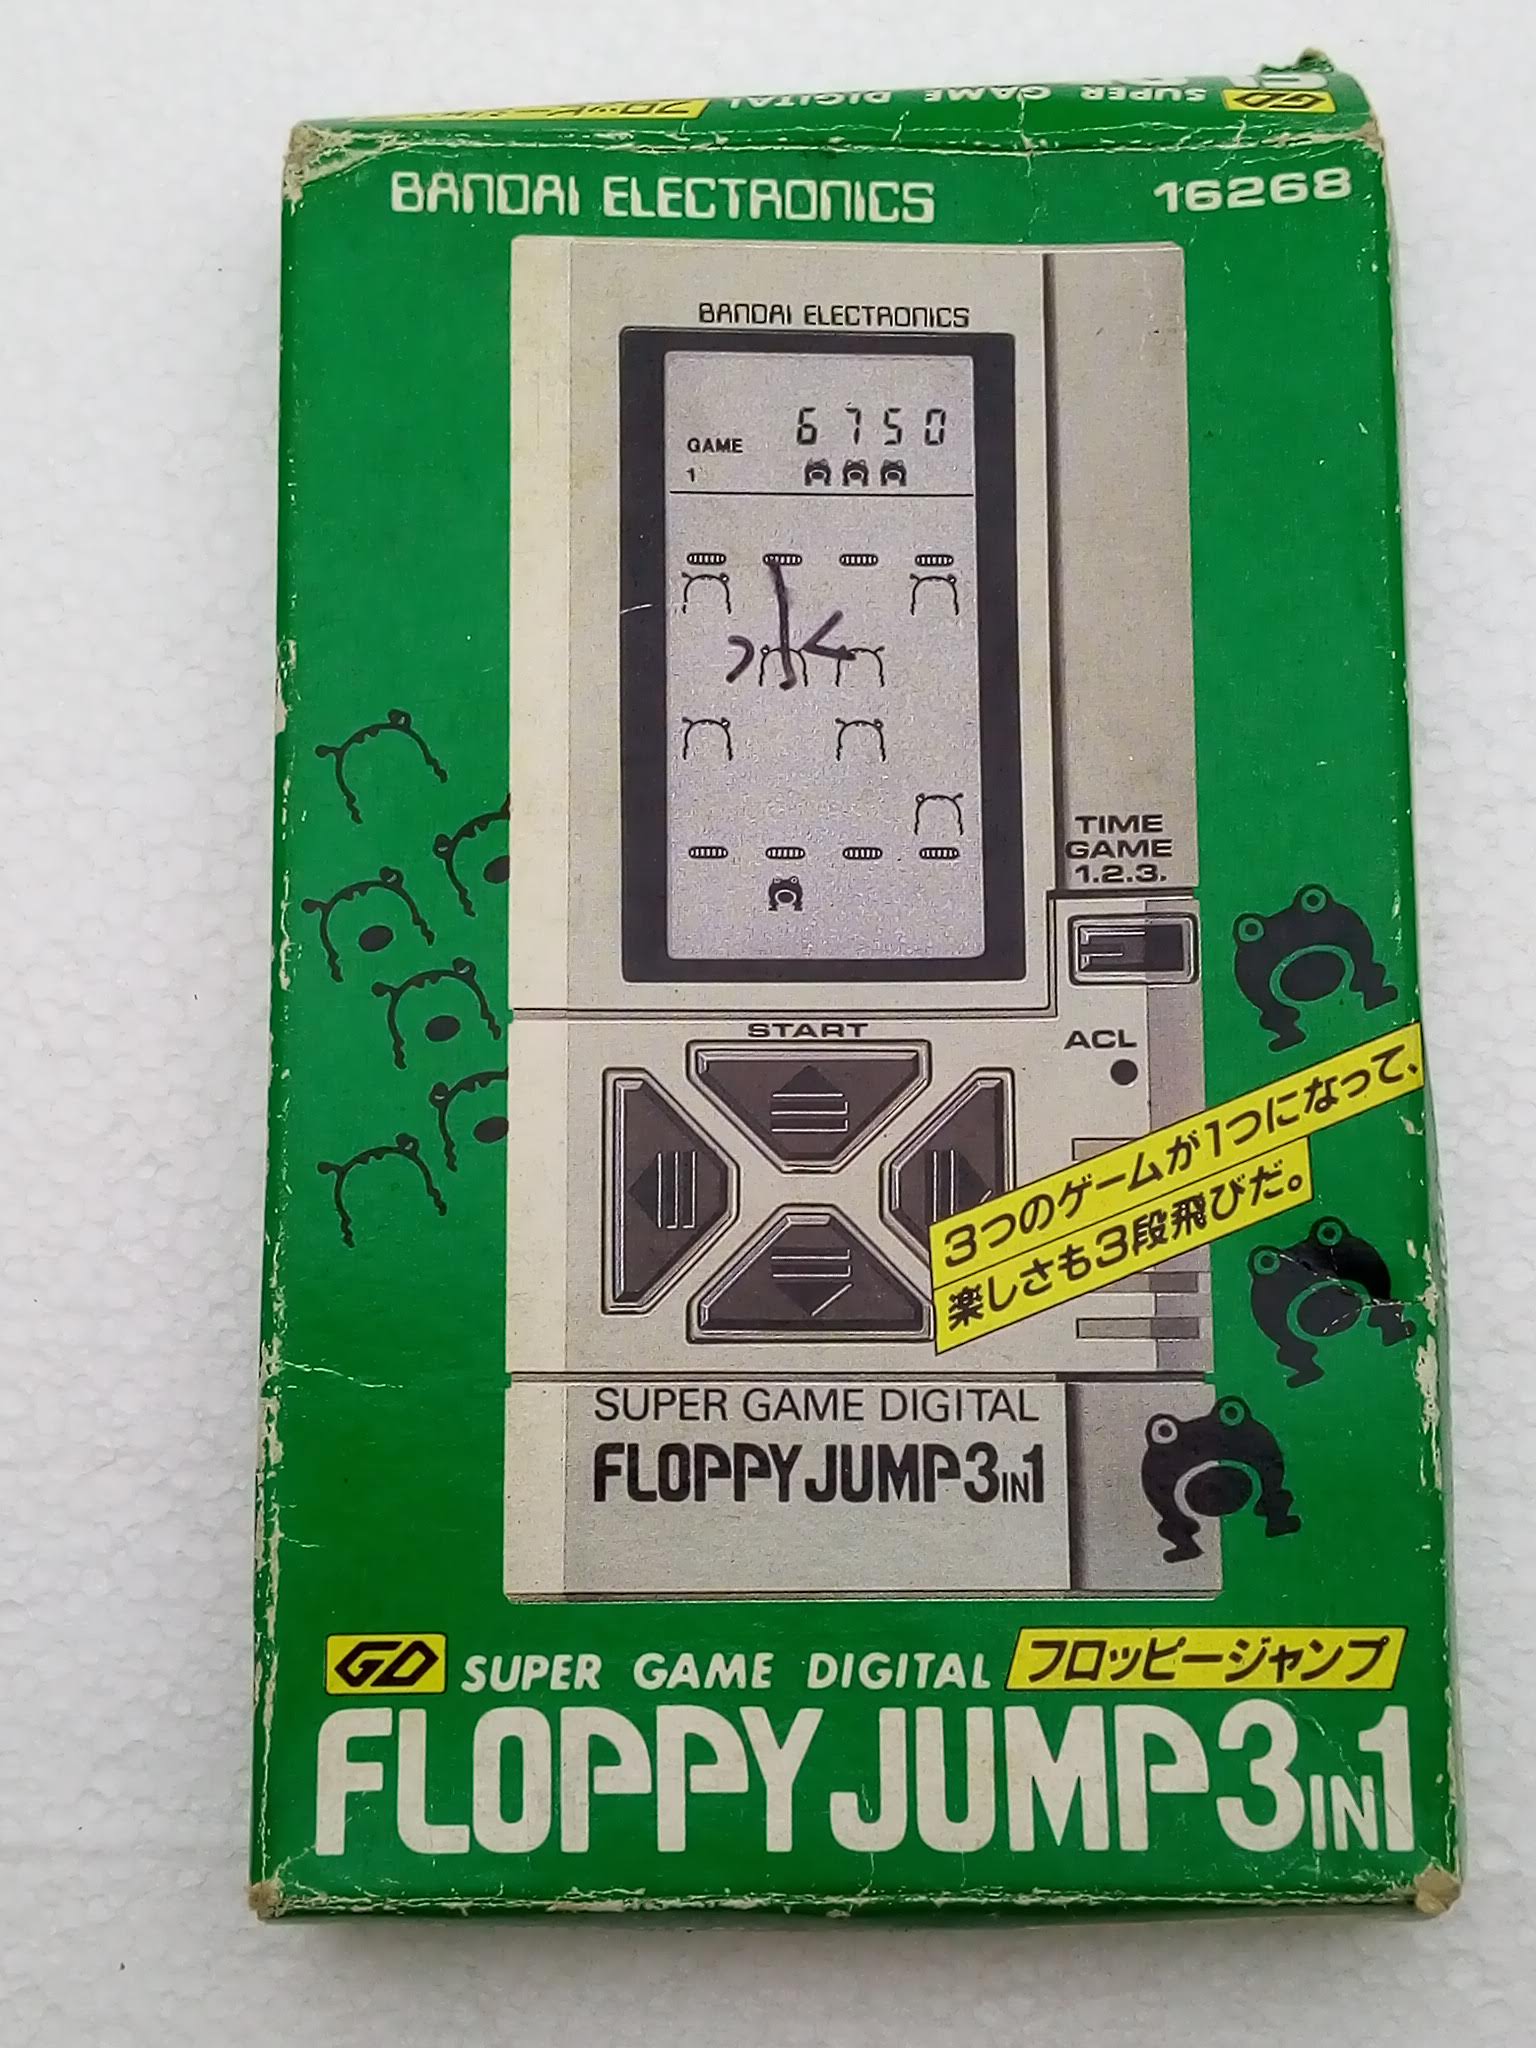 GD SUPER GAME DIGITAL
BANDAI ELECTRONICS 16268
BANDAI ELECTRONICS
6750
GAME
1
TIME
GAME
1.2.3.
START
ACL
3つのゲームが1つになって、
楽しさも3段飛びだ。
SUPER GAME DIGITAL
FLOPPY JUMP 3 IN 1
GD SUPER GAME DIGITAL フロッピージャンプ
FLOPPY JUMP 3 IN 1